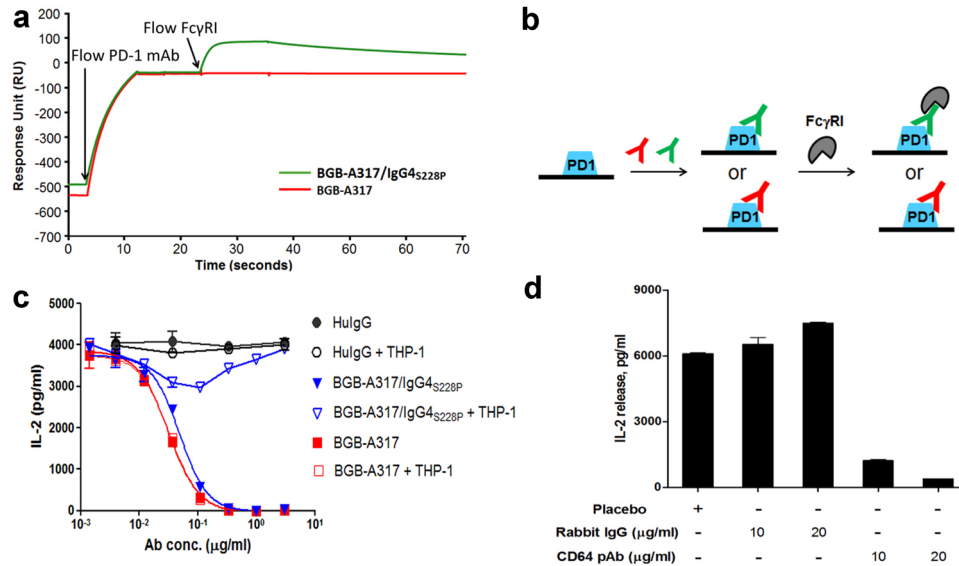 a
Response Unit (RU)
200
100
0
-100
-200
-300
-400
-500
-600
-700
Flow FcγRI
Flow PD-1 mAb
BGB-A317/IgG4S228P
BGB-A317
0 10 20 30 40 50 60 70
Time (seconds)
b
PD1
PD1
or
PD1
FcγRI
PD1
or
PD1
c
IL-2 (pg/ml)
5000
4000
3000
2000
1000
0
10-3 10-2 10-1 100 101
Ab conc. (μg/ml)
HuIgG
HuIgG + THP-1
BGB-A317/IgG4S228P
BGB-A317/IgG4S228P + THP-1
BGB-A317
BGB-A317 + THP-1
d
IL-2 release, pg/ml
9000
6000
3000
0
Placebo + - - - -
Rabbit IgG (μg/ml) - 10 20 - -
CD64 pAb (μg/ml) - - - 10 20